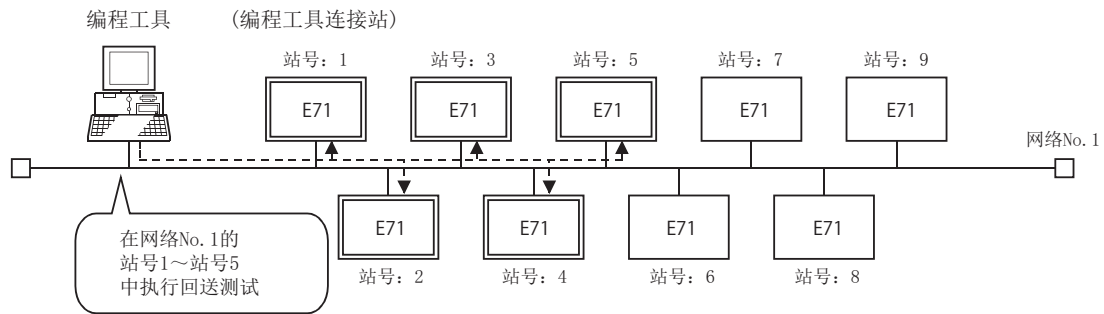 编程工具 (编程工具连接站)
站号: 1 站号: 3 站号: 5 站号: 7 站号: 9
E71 E71 E71 E71 E71
网络No.1
E71 E71 E71 E71
站号: 2 站号: 4 站号: 6 站号: 8
在网络No.1的
站号1～站号5
中执行回送测试